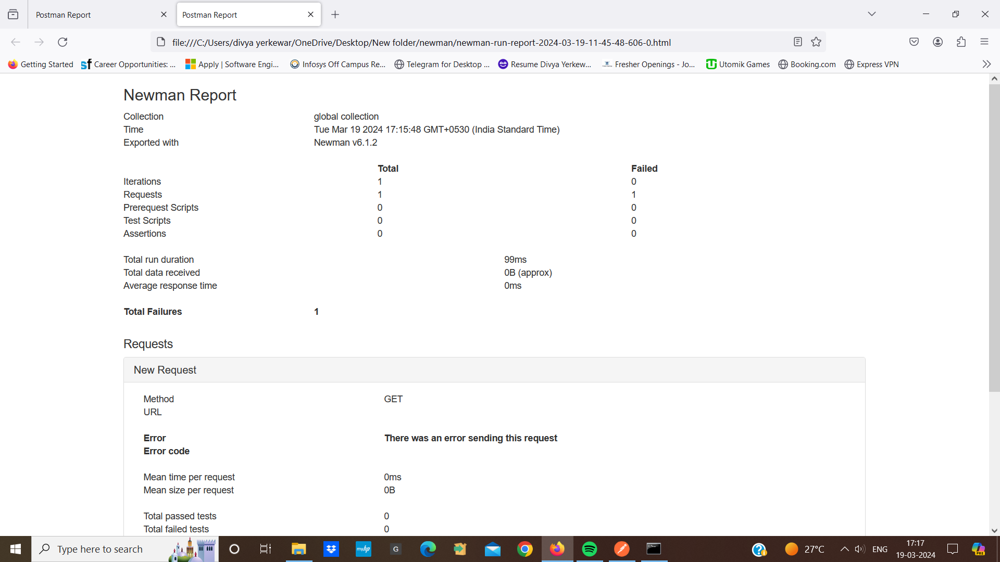 Postman Report
Postman Report
file:///C:/Users/divya yerkewar/OneDrive/Desktop/New folder/newman/newman-run-report-2024-03-19-11-45-48-606-0.html
Getting Started
sf Career Opportunities: ...
Apply | Software Engi...
Infosys Off Campus Re...
Telegram for Desktop ...
Resume Divya Yerkew...
Fresher Openings - Jo...
Utomik Games
Booking.com
Express VPN
Newman Report
Collection global collection
Time Tue Mar 19 2024 17:15:48 GMT+0530 (India Standard Time)
Exported with Newman v6.1.2
Total Failed
Iterations 1 0
Requests 1 1
Prerequest Scripts 0 0
Test Scripts 0 0
Assertions 0 0
Total run duration 99ms
Total data received 0B (approx)
Average response time 0ms
Total Failures 1
Requests
New Request
Method GET
URL
Error There was an error sending this request
Error code
Mean time per request 0ms
Mean size per request 0B
Total passed tests 0
Total failed tests 0
Type here to search
myhp
G
27°C
ENG
17:17
19-03-2024
PRE